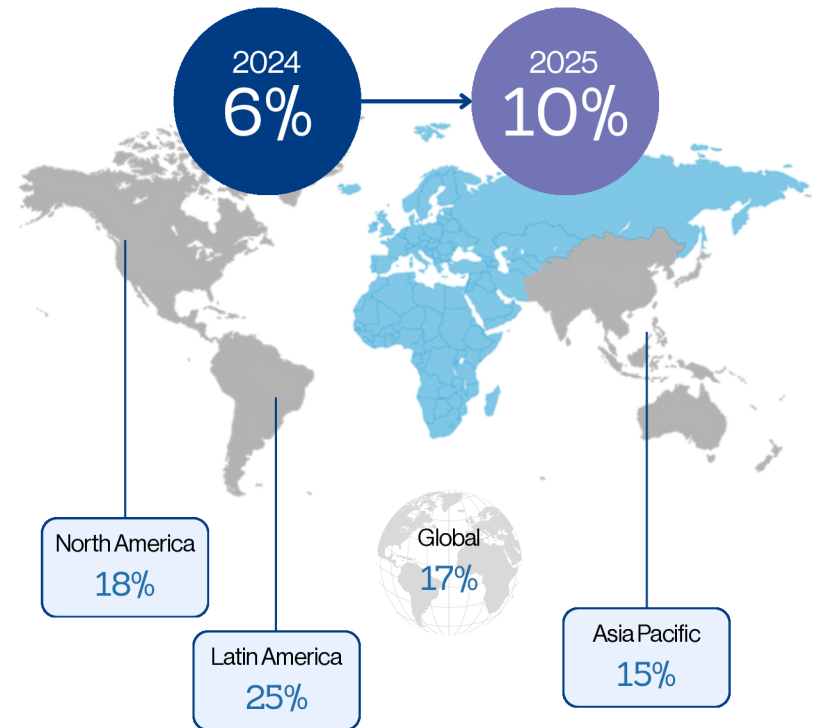 2024
6%
2025
10%
North America
18%
Latin America
25%
Global
17%
Asia Pacific
15%